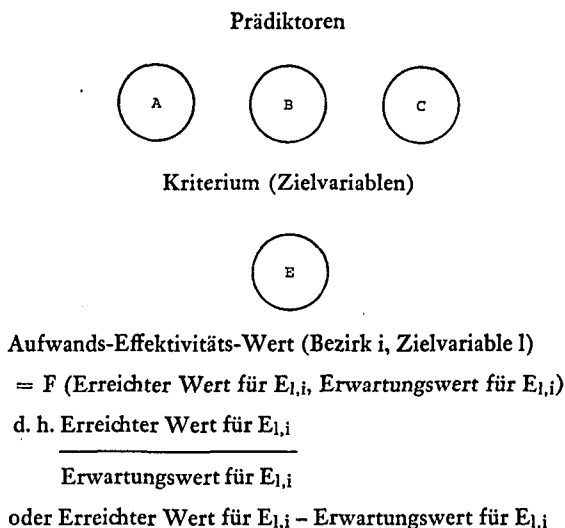 Prädiktoren
A B C
Kriterium (Zielvariablen)
E
Aufwands-Effektivitäts-Wert (Bezirk i, Zielvariable l)
= F (Erreichter Wert für El,i, Erwartungswert für El,i)
d. h. Erreichter Wert für El,i
Erwartungswert für El,i
oder Erreichter Wert für El,i – Erwartungswert für El,i